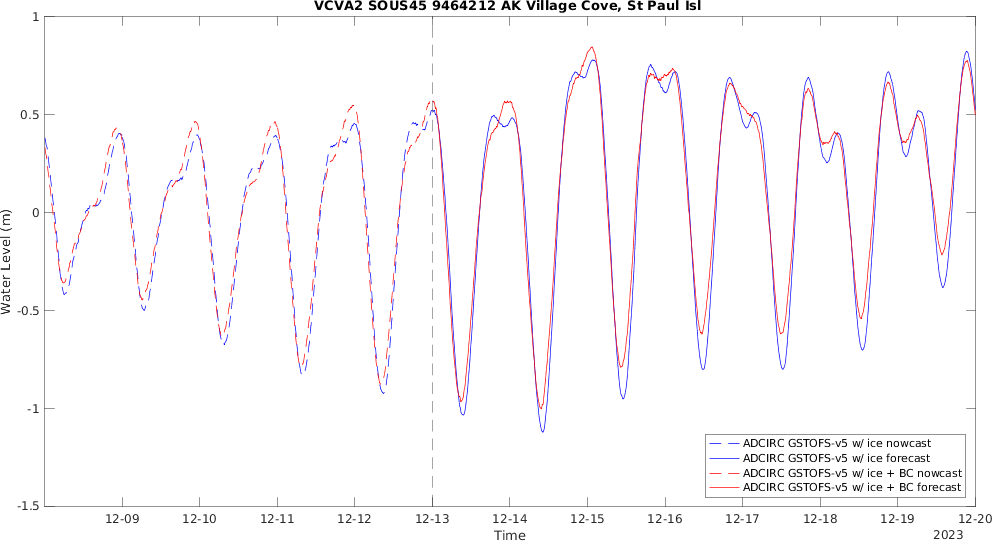 VCVA2 SOUS45 9464212 AK Village Cove, St Paul Isl
1
0.5
0
-0.5
-1
-1.5
Water Level (m)
ADCIRC GSTOFS-v5 w/ ice nowcast
ADCIRC GSTOFS-v5 w/ ice forecast
ADCIRC GSTOFS-v5 w/ ice + BC nowcast
ADCIRC GSTOFS-v5 w/ ice + BC forecast
12-09 12-10 12-11 12-12 12-13 12-14 12-15 12-16 12-17 12-18 12-19 12-20
Time
2023